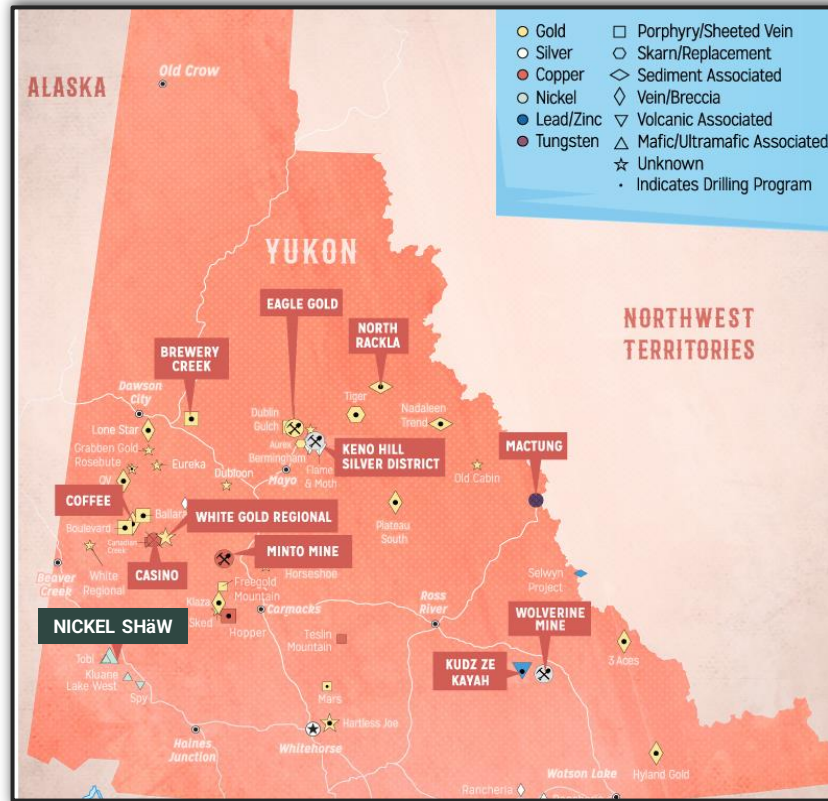 Gold
Silver
Copper
Nickel
Lead/Zinc
Tungsten
Porphyry/Sheeted Vein
Skarn/Replacement
Sediment Associated
Vein/Breccia
Volcanic Associated
Mafic/Ultramafic Associated
Unknown
Indicates Drilling Program
ALASKA
Old Crow
YUKON
NORTHWEST
TERRITORIES
EAGLE GOLD
NORTH
RACKLA
BREWERY
CREEK
Dawson
City
Tiger
Nadaleen
Trend
Dublin
Gulch
Lone Star
Aurex
Grabben Gold
Rosebute
Eureka
Bermingham
KENO HILL
SILVER DISTRICT
MACTUNG
Flame
& Moth
Mayo
Dubtoon
Old Cabin
QV
COFFEE
Ballara
WHITE GOLD REGIONAL
Boulevard
Canadian
Creek
Plateau
South
CASINO
MINTO MINE
White
Regional
Beaver
Creek
Horseshoe
Freegold
Mountain
Selwyn
Project
Klaza
Sked
Hopper
Carmacks
Ross
River
WOLVERINE
MINE
NICKEL SHäW
Teslin
Mountain
3 Aces
KUDZ ZE
KAYAH
Tobi
Kluane
Lake West
Spy
Mars
Hartless Joe
Haines
Junction
Whitehorse
Hyland Gold
Watson Lake
Rancheria